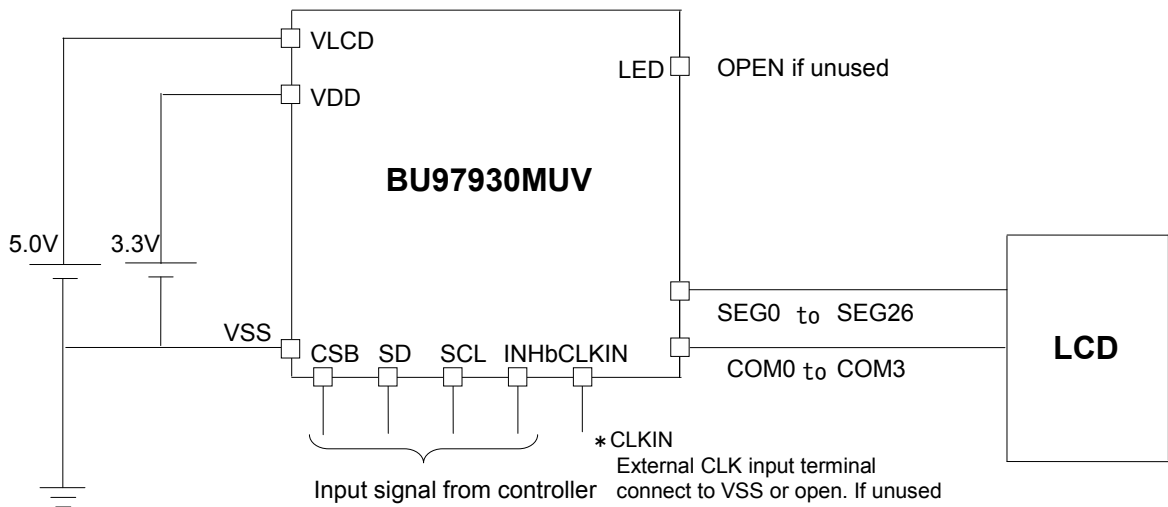 VLCD
LED OPEN if unused
VDD
BU97930MUV
5.0V 3.3V
SEG0 to SEG26
VSS
CSB SD SCL INHbCLKIN
LCD
COM0 to COM3
*CLKIN
External CLK input terminal
Input signal from controller connect to VSS or open. If unused